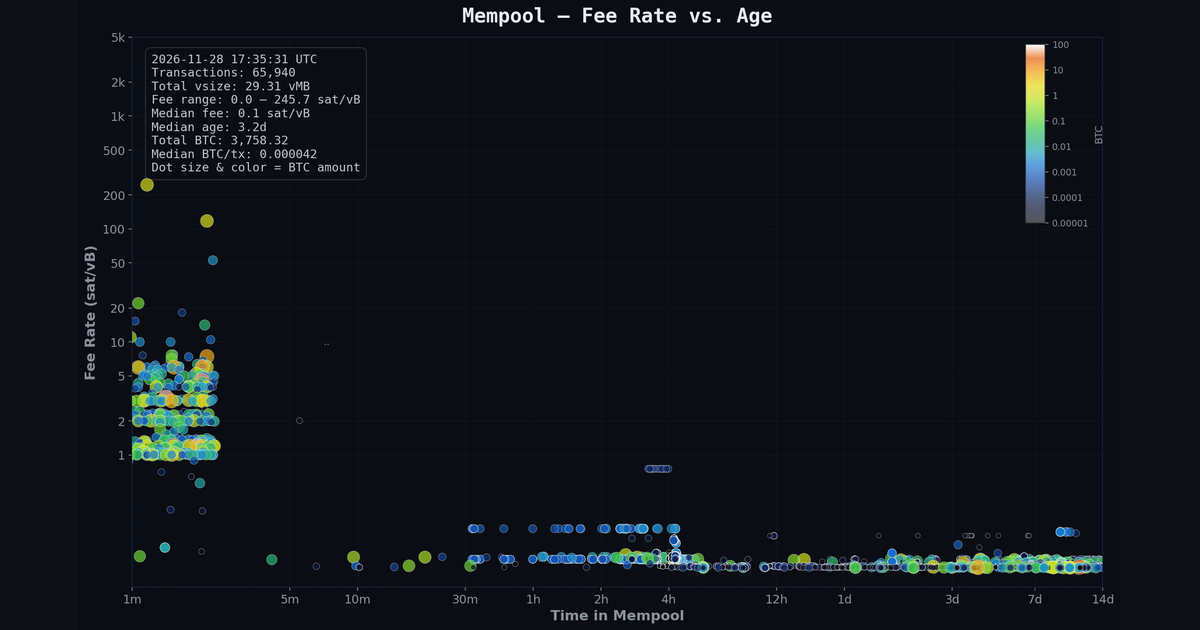 Mempool — Fee Rate vs. Age
2026-11-28 17:35:31 UTC
Transactions: 65,940
Total vsize: 29.31 vMB
Fee range: 0.0 – 245.7 sat/vB
Median fee: 0.1 sat/vB
Median age: 3.2d
Total BTC: 3,758.32
Median BTC/tx: 0.000042
Dot size & color = BTC amount
Fee Rate (sat/vB)
5k
2k
1k
500
200
100
50
20
10
5
2
1
100
10
1
0.1
0.01
0.001
0.0001
0.00001
BTC
1m
5m
10m
30m
1h
2h
4h
12h
1d
3d
7d
14d
Time in Mempool